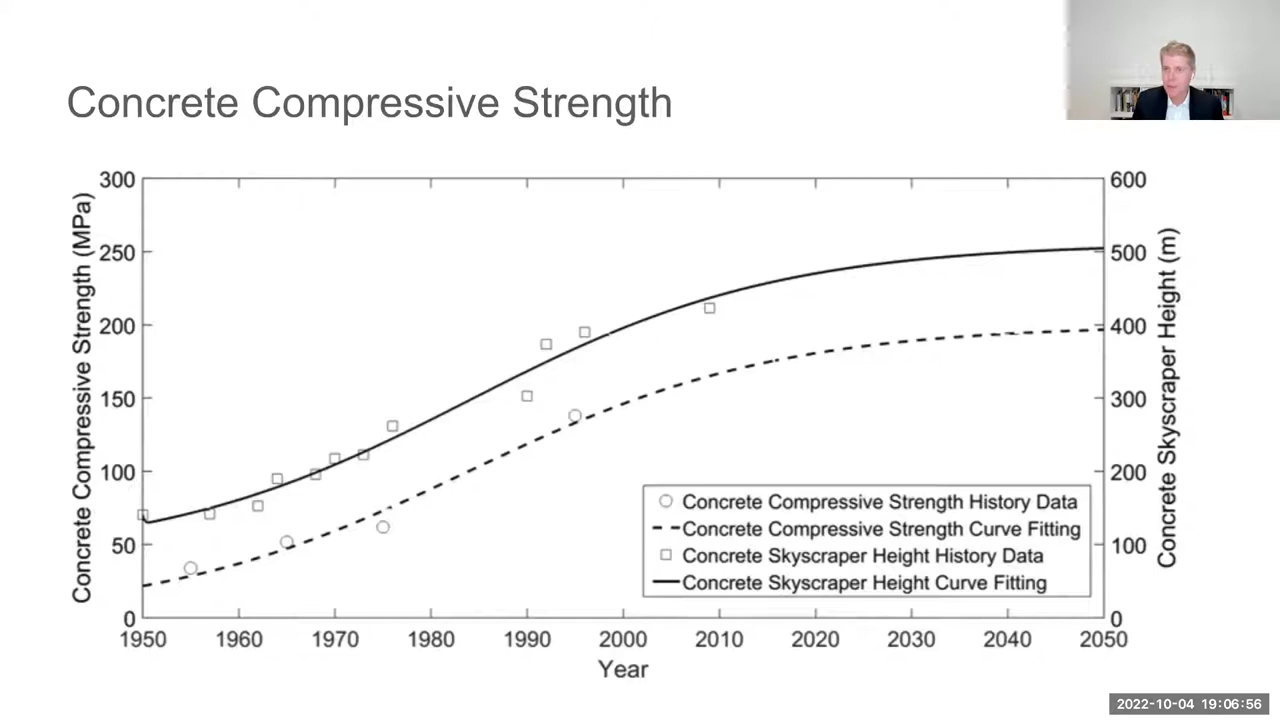 Concrete Compressive Strength
300
250
200
150
100
50
0
Concrete Compressive Strength (MPa)
600
500
400
300
200
100
0
Concrete Skyscraper Height (m)
Concrete Compressive Strength History Data
Concrete Compressive Strength Curve Fitting
Concrete Skyscraper Height History Data
Concrete Skyscraper Height Curve Fitting
1950 1960 1970 1980 1990 2000 2010 2020 2030 2040 2050
Year
2022-10-04 19:06:56